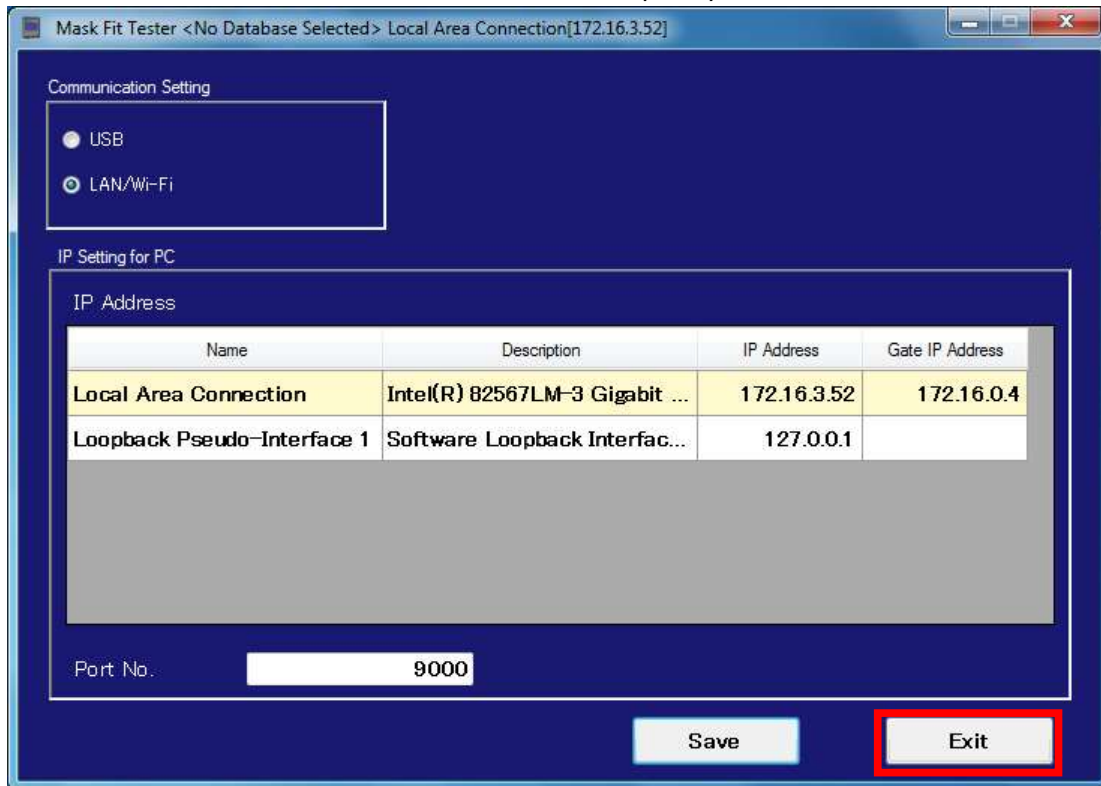 Mask Fit Tester <No Database Selected> Local Area Connection[172.16.3.52]
Communication Setting
USB
LAN/Wi-Fi
IP Setting for PC
IP Address
Name Description IP Address Gate IP Address
Local Area Connection Intel(R) 82567LM-3 Gigabit ... 172.16.3.52 172.16.0.4
Loopback Pseudo-Interface 1 Software Loopback Interfac... 127.0.0.1
Port No. 9000
Save Exit